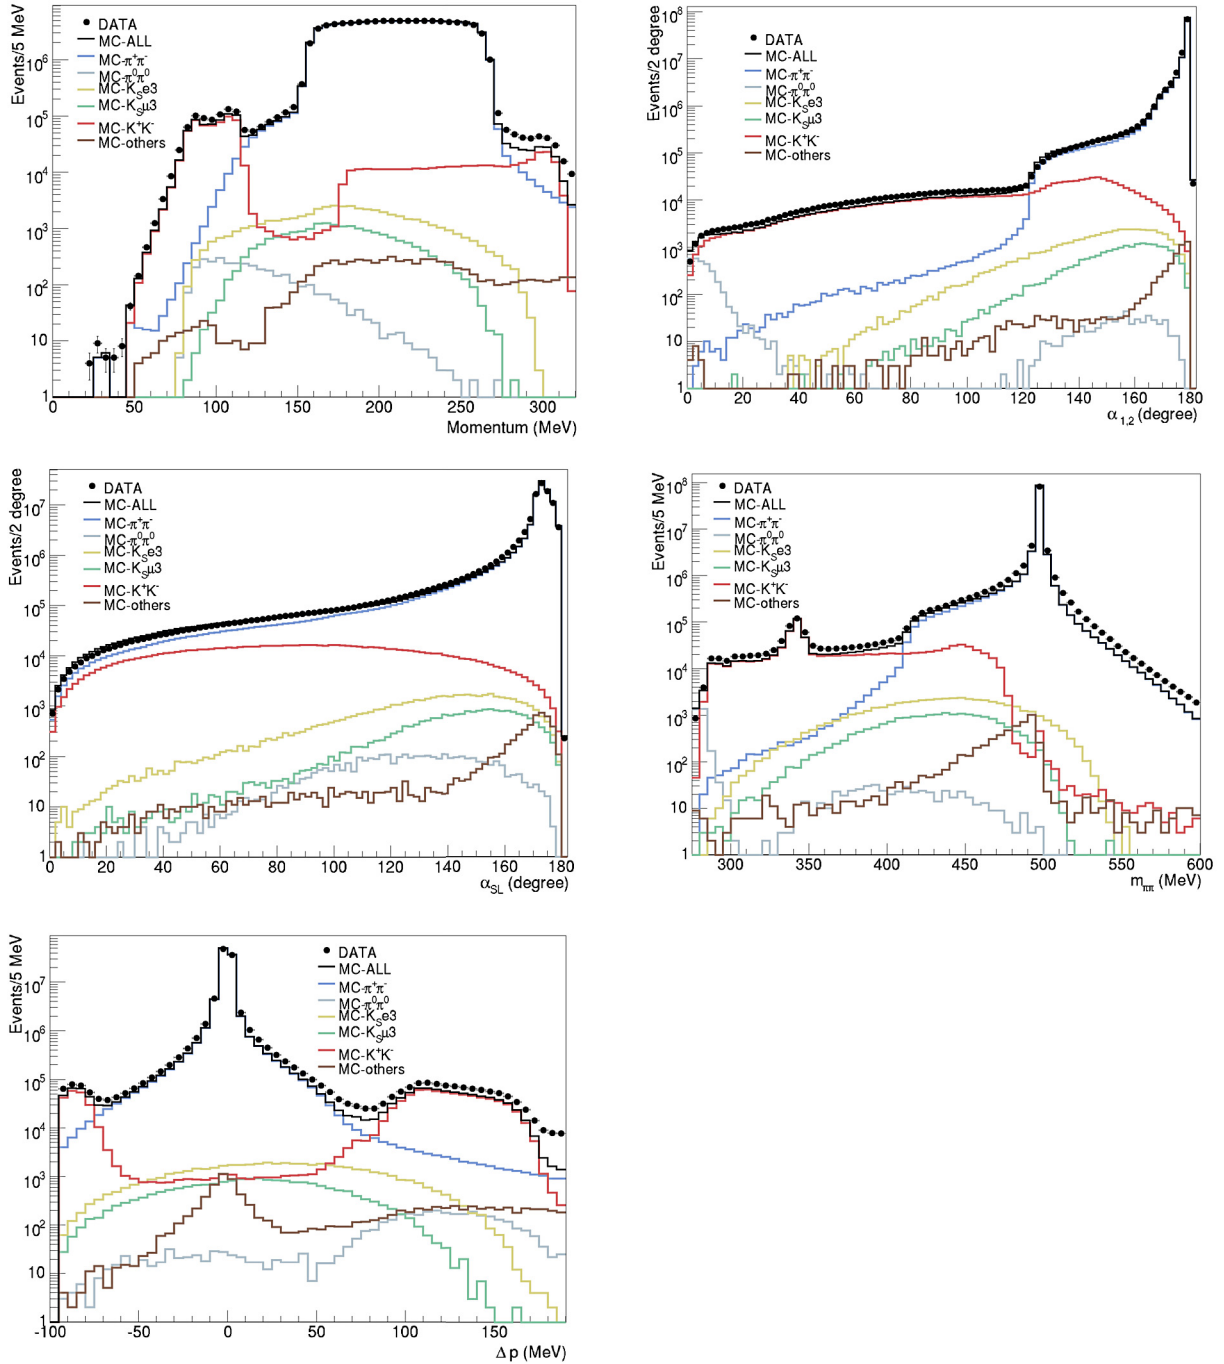 Events/5 MeV
DATA
MC-ALL
MC-π⁺π⁻
MC-π⁰π⁰
MC-K_Se3
MC-K_Sμ3
MC-K⁺K⁻
MC-others
10⁶
10⁵
10⁴
10³
10²
10
1
0 50 100 150 200 250 300
Momentum (MeV)
Events/2 degree
DATA
MC-ALL
MC-π⁺π⁻
MC-π⁰π⁰
MC-K_Se3
MC-K_Sμ3
MC-K⁺K⁻
MC-others
10⁸
10⁷
10⁶
10⁵
10⁴
10³
10²
10
1
0 20 40 60 80 100 120 140 160 180
α₁,₂ (degree)
Events/2 degree
DATA
MC-ALL
MC-π⁺π⁻
MC-π⁰π⁰
MC-K_Se3
MC-K_Sμ3
MC-K⁺K⁻
MC-others
10⁷
10⁶
10⁵
10⁴
10³
10²
10
1
0 20 40 60 80 100 120 140 160 180
α_SL (degree)
Events/5 MeV
DATA
MC-ALL
MC-π⁺π⁻
MC-π⁰π⁰
MC-K_Se3
MC-K_Sμ3
MC-K⁺K⁻
MC-others
10⁸
10⁷
10⁶
10⁵
10⁴
10³
10²
10
1
300 350 400 450 500 550 600
m_ππ (MeV)
Events/5 MeV
DATA
MC-ALL
MC-π⁺π⁻
MC-π⁰π⁰
MC-K_Se3
MC-K_Sμ3
MC-K⁺K⁻
MC-others
10⁷
10⁶
10⁵
10⁴
10³
10²
10
1
-100 -50 0 50 100 150
Δp (MeV)